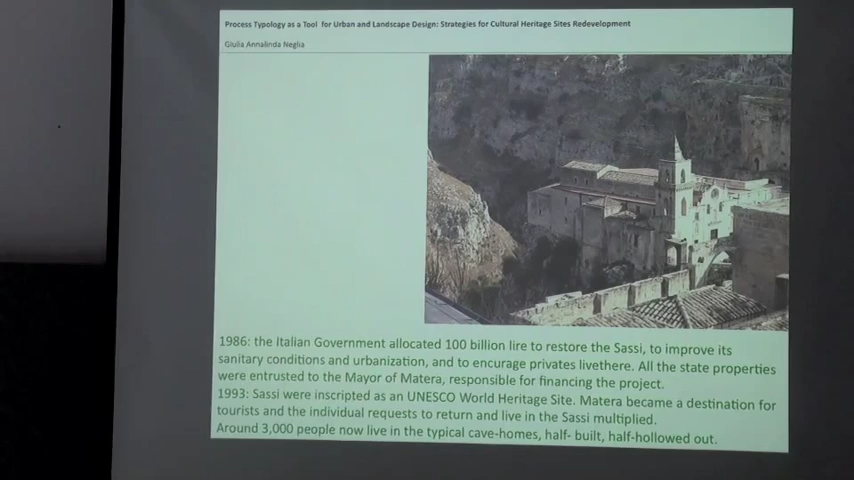 Process Typology as a Tool for Urban and Landscape Design: Strategies for Cultural Heritage Sites Redevelopment
Giulia Annalinda Neglia
1986: the Italian Government allocated 100 billion lire to restore the Sassi, to improve its
sanitary conditions and urbanization, and to encurage privates livethere. All the state properties
were entrusted to the Mayor of Matera, responsible for financing the project.
1993: Sassi were inscripted as an UNESCO World Heritage Site. Matera became a destination for
tourists and the individual requests to return and live in the Sassi multiplied.
Around 3,000 people now live in the typical cave-homes, half- built, half-hollowed out.